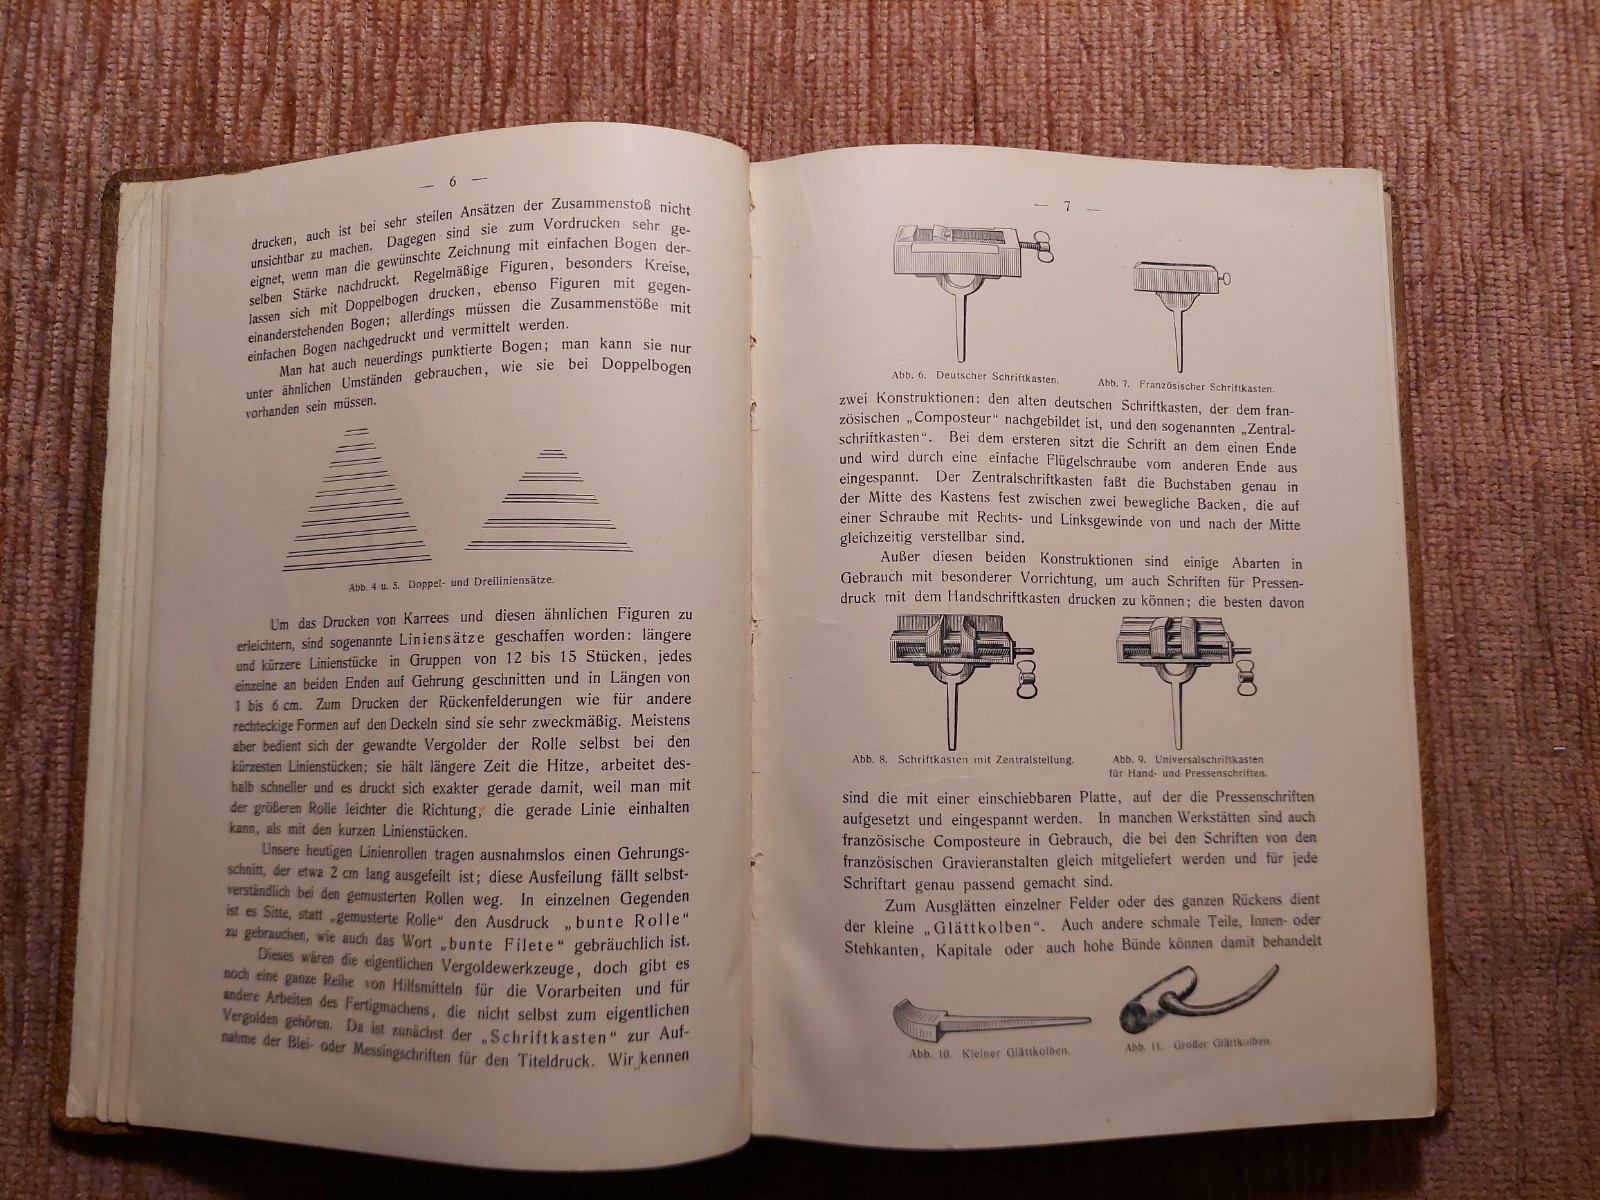 — 6 —
drucken, auch ist bei sehr steilen Ansätzen der Zusammenstoß nicht
unsichtbar zu machen. Dagegen sind sie zum Vordrucken sehr ge-
eignet, wenn man die gewünschte Zeichnung mit einfachen Bogen der-
selben Stärke nachdruckt. Regelmäßige Figuren, besonders Kreise,
lassen sich mit Doppelbogen drucken, ebenso Figuren mit gegen-
einanderstehenden Bogen; allerdings müssen die Zusammenstöße mit
einfachen Bogen nachgedruckt und vermittelt werden.
Man hat auch neuerdings punktierte Bogen; man kann sie nur
unter ähnlichen Umständen gebrauchen, wie sie bei Doppelbogen
vorhanden sein müssen.
Abb. 4 u. 5. Doppel- und Dreiliniensätze.
Um das Drucken von Karrees und diesen ähnlichen Figuren zu
erleichtern, sind sogenannte Liniensätze geschaffen worden: längere
und kürzere Linienstücke in Gruppen von 12 bis 15 Stücken, jedes
einzelne an beiden Enden auf Gehrung geschnitten und in Längen von
1 bis 6 cm. Zum Drucken der Rückenfelderungen wie für andere
rechteckige Formen auf den Deckeln sind sie sehr zweckmäßig. Meistens
aber bedient sich der gewandte Vergolder der Rolle selbst bei den
kürzesten Linienstücken; sie hält längere Zeit die Hitze, arbeitet des-
halb schneller und es druckt sich exakter gerade damit, weil man mit
der größeren Rolle leichter die Richtung, die gerade Linie einhalten
kann, als mit den kurzen Linienstücken.
Unsere heutigen Linienrollen tragen ausnahmslos einen Gehrungs-
schnitt, der etwa 2 cm lang ausgefeilt ist; diese Ausfeilung fällt selbst-
verständlich bei den gemusterten Rollen weg. In einzelnen Gegenden
ist es Sitte, statt „gemusterte Rolle“ den Ausdruck „bunte Rolle“
zu gebrauchen, wie auch das Wort „bunte Filete“ gebräuchlich ist.
Dieses wären die eigentlichen Vergoldewerkzeuge, doch gibt es
noch eine ganze Reihe von Hilfsmitteln für die Vorarbeiten und für
andere Arbeiten des Fertigmachens, die nicht selbst zum eigentlichen
Vergolden gehören. Da ist zunächst der „Schriftkasten“ zur Auf-
nahme der Blei- oder Messingschriften für den Titeldruck. Wir kennen
— 7 —
Abb. 6. Deutscher Schriftkasten.
Abb. 7. Französischer Schriftkasten.
zwei Konstruktionen: den alten deutschen Schriftkasten, der dem fran-
zösischen „Composteur“ nachgebildet ist, und den sogenannten „Zentral-
schriftkasten“. Bei dem ersteren sitzt die Schrift an dem einen Ende
und wird durch eine einfache Flügelschraube vom anderen Ende aus
eingespannt. Der Zentralschriftkasten faßt die Buchstaben genau in
der Mitte des Kastens fest zwischen zwei bewegliche Backen, die auf
einer Schraube mit Rechts- und Linksgewinde von und nach der Mitte
gleichzeitig verstellbar sind.
Außer diesen beiden Konstruktionen sind einige Abarten in
Gebrauch mit besonderer Vorrichtung, um auch Schriften für Pressen-
druck mit dem Handschriftkasten drucken zu können; die besten davon
Abb. 8. Schriftkasten mit Zentralstellung.
Abb. 9. Universalschriftkasten
für Hand- und Pressenschriften.
sind die mit einer einschiebbaren Platte, auf der die Pressenschriften
aufgesetzt und eingespannt werden. In manchen Werkstätten sind auch
französische Composteure in Gebrauch, die bei den Schriften von den
französischen Gravieranstalten gleich mitgeliefert werden und für jede
Schriftart genau passend gemacht sind.
Zum Ausglätten einzelner Felder oder des ganzen Rückens dient
der kleine „Glättkolben“. Auch andere schmale Teile, Innen- oder
Stehkanten, Kapitale oder auch hohe Bünde können damit behandelt
Abb. 10. Kleiner Glättkolben.
Abb. 11. Großer Glättkolben.